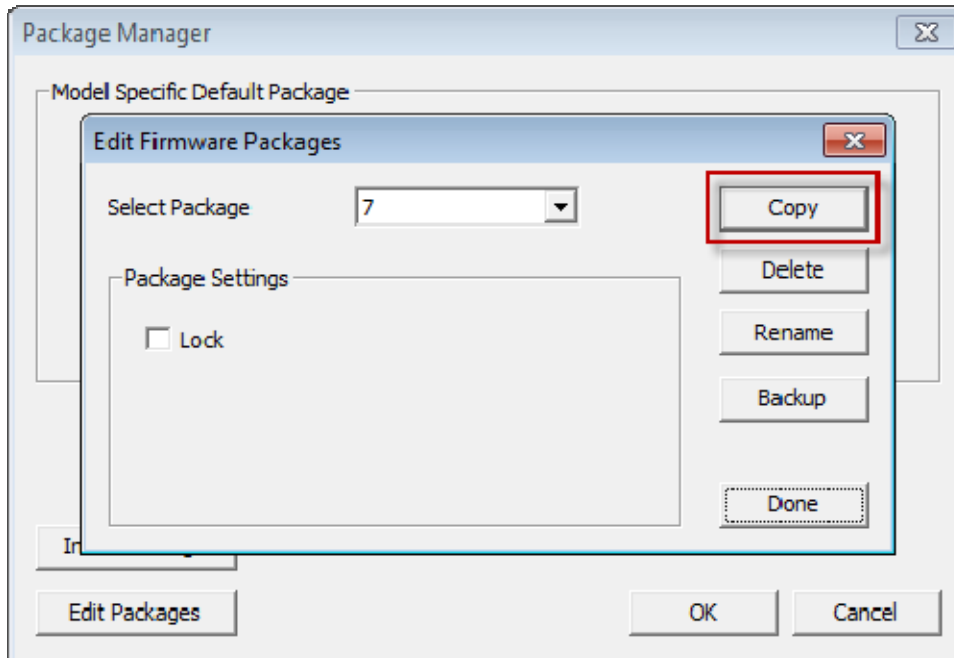 Package Manager
Model Specific Default Package
Edit Firmware Packages
Select Package 7 Copy
Package Settings Delete
Lock Rename
Backup
Done
Edit Packages OK Cancel